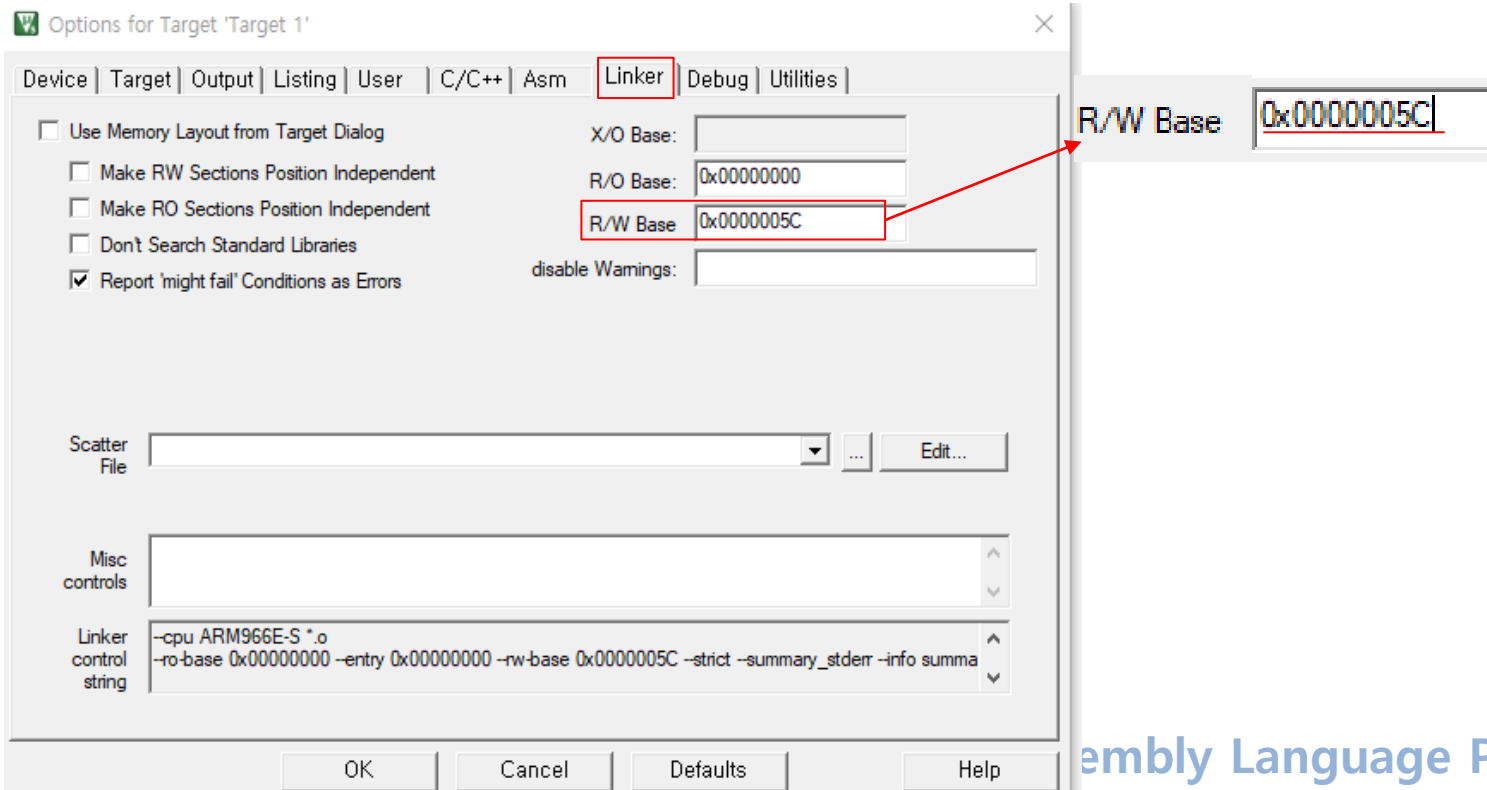 Options for Target 'Target 1'
Device Target Output Listing User C/C++ Asm Linker Debug Utilities
Use Memory Layout from Target Dialog
Make RW Sections Position Independent
Make RO Sections Position Independent
Don't Search Standard Libraries
Report 'might fail' Conditions as Errors
X/O Base:
R/O Base: 0x00000000
R/W Base 0x0000005C
disable Warnings:
R/W Base 0x0000005C
Scatter
File
... Edit...
Misc
controls
Linker
control
string
--cpu ARM966E-S *.o
--ro-base 0x00000000 --entry 0x00000000 --rw-base 0x0000005C --strict --summary_stderr --info summa
OK Cancel Defaults Help
embly Language P